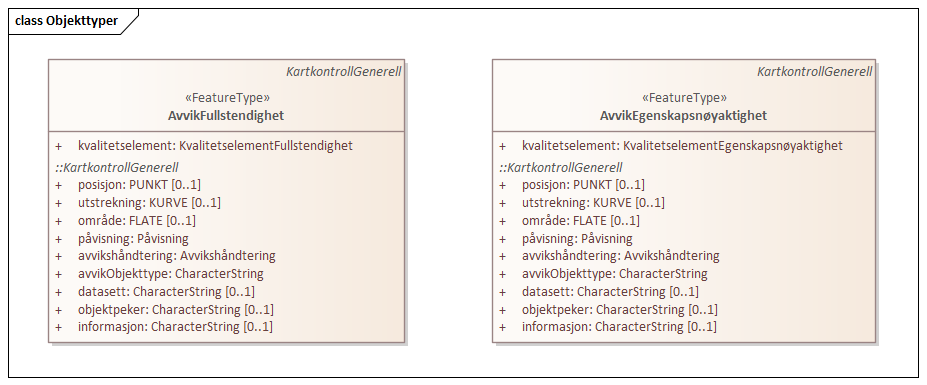 class Objekttyper
KartkontrollGenerell
«FeatureType»
AvvikFullstendighet
+ kvalitetselement: KvalitetselementFullstendighet
::KartkontrollGenerell
+ posisjon: PUNKT [0..1]
+ utstrekning: KURVE [0..1]
+ område: FLATE [0..1]
+ påvisning: Påvisning
+ avvikshåndtering: Avvikshåndtering
+ avvikObjekttype: CharacterString
+ datasett: CharacterString [0..1]
+ objektpeker: CharacterString [0..1]
+ informasjon: CharacterString [0..1]
KartkontrollGenerell
«FeatureType»
AvvikEgenskapsnøyaktighet
+ kvalitetselement: KvalitetselementEgenskapsnøyaktighet
::KartkontrollGenerell
+ posisjon: PUNKT [0..1]
+ utstrekning: KURVE [0..1]
+ område: FLATE [0..1]
+ påvisning: Påvisning
+ avvikshåndtering: Avvikshåndtering
+ avvikObjekttype: CharacterString
+ datasett: CharacterString [0..1]
+ objektpeker: CharacterString [0..1]
+ informasjon: CharacterString [0..1]